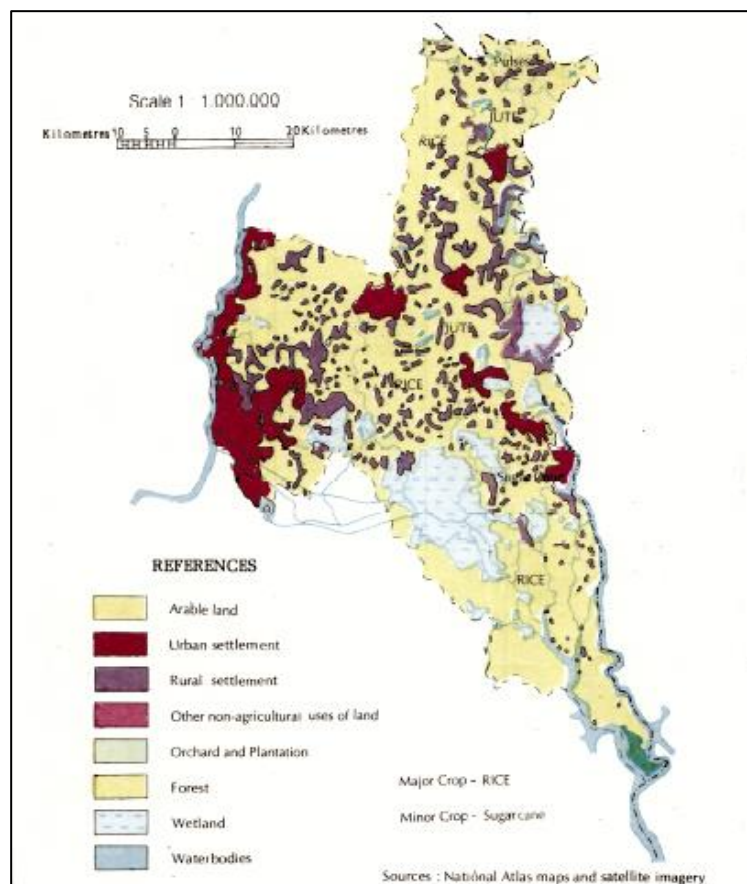 Scale 1 : 1.000.000
Kilometres 10 5 0 10 20 Kilometres
Pulses
JUTE
RICE
JUTE
RICE
RICE
REFERENCES
Arable land
Urban settlement
Rural settlement
Other non-agricultural uses of land
Orchard and Plantation
Forest
Wetland
Waterbodies
Major Crop - RICE
Minor Crop - Sugarcane
Sources : National Atlas maps and satellite imagery